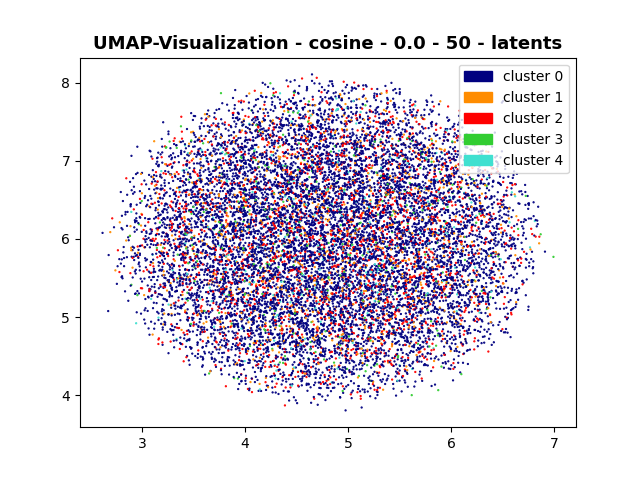 UMAP-Visualization - cosine - 0.0 - 50 - latents
8
7
6
5
4
3
4
5
6
7
cluster 0
cluster 1
cluster 2
cluster 3
cluster 4